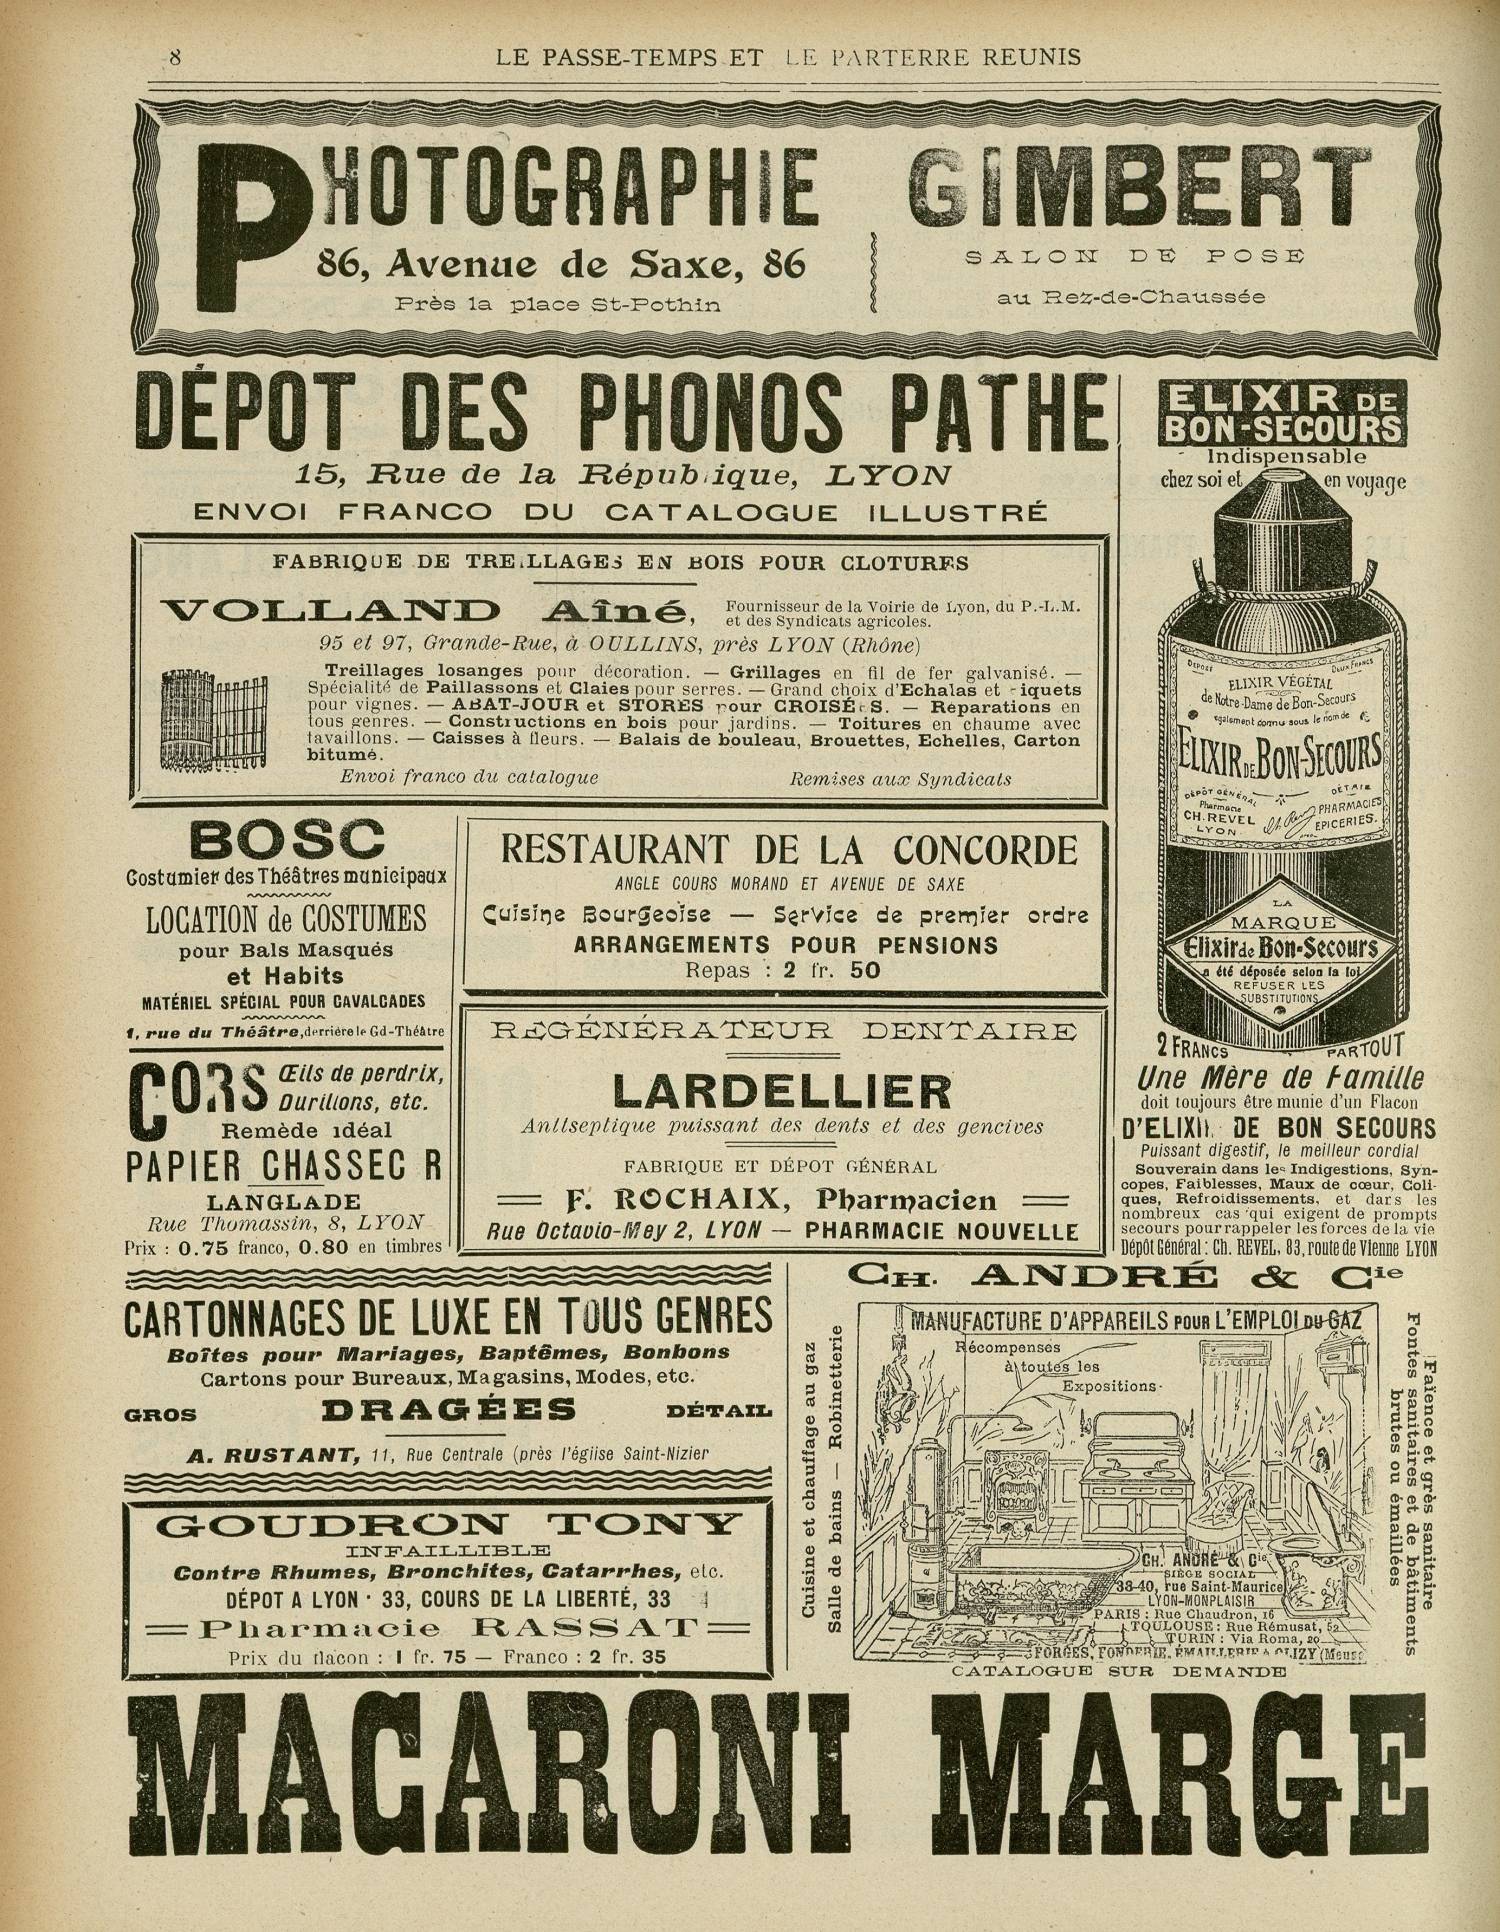 8
LE PASSE-TEMPS ET LE PARTERRE REUNIS
PHOTOGRAPHIE GIMBERT
86, Avenue de Saxe, 86
Près la place St-Pothin
SALON DE POSE
au Rez-de-Chaussée
DÉPOT DES PHONOS PATHE
15, Rue de la République, LYON
ENVOI FRANCO DU CATALOGUE ILLUSTRÉ
FABRIQUE DE TREILLAGES EN BOIS POUR CLOTURES
VOLLAND Aîné,
Fournisseur de la Voirie de Lyon, du P.-L.M.
et des Syndicats agricoles.
95 et 97, Grande-Rue, à OULLINS, près LYON (Rhône)
Treillages losanges pour décoration. — Grillages en fil de fer galvanisé. —
Spécialité de Paillassons et Claies pour serres. — Grand choix d'Echalas et -iquets
pour vignes. — ABAT-JOUR et STORES pour CROISÉES. — Réparations en
tous genres. — Constructions en bois pour jardins. — Toitures en chaume avec
tavaillons. — Caisses à fleurs. — Balais de bouleau, Brouettes, Echelles, Carton
bitumé.
Envoi franco du catalogue
Remises aux Syndicats
BOSC
Costumier des Théâtres municipaux
LOCATION de COSTUMES
pour Bals Masqués
et Habits
MATÉRIEL SPÉCIAL POUR CAVALCADES
1, rue du Théâtre, derrière le Gd-Théâtre
CORS
Œils de perdrix,
Durillons, etc.
Remède idéal
PAPIER CHASSEC R
LANGLADE
Rue Thomassin, 8, LYON
Prix : 0.75 franco, 0.80 en timbres
RESTAURANT DE LA CONCORDE
ANGLE COURS MORAND ET AVENUE DE SAXE
Cuisine Bourgeoise — Service de premier ordre
ARRANGEMENTS POUR PENSIONS
Repas : 2 fr. 50
RÉGÉNÉRATEUR DENTAIRE
LARDELLIER
Antiseptique puissant des dents et des gencives
FABRIQUE ET DÉPOT GÉNÉRAL
F. ROCHAIX, Pharmacien
Rue Octavio-Mey 2, LYON — PHARMACIE NOUVELLE
ELIXIR DE
BON-SECOURS
Indispensable
chez soi et en voyage
DÉPOSÉ DEUX FRANCS
ELIXIR VÉGÉTAL
de Notre-Dame de Bon-Secours
également connu sous le nom de
ELIXIR DE BON-SECOURS
DÉPÔT GÉNÉRAL
Pharmacie
CH. REVEL
LYON
DÉTAIL
PHARMACIES
EPICERIES.
LA
MARQUE
Elixir de Bon-Secours
a été déposée selon la loi
REFUSER LES
SUBSTITUTIONS
2 FRANCS PARTOUT
Une Mère de Famille
doit toujours être munie d'un Flacon
D'ELIXIR DE BON SECOURS
Puissant digestif, le meilleur cordial
Souverain dans les Indigestions, Syn-
copes, Faiblesses, Maux de cœur, Coli-
ques, Refroidissements, et dans les
nombreux cas qui exigent de prompts
secours pour rappeler les forces de la vie
Dépôt Général : Ch. REVEL, 83, route de Vienne LYON
CARTONNAGES DE LUXE EN TOUS GENRES
Boîtes pour Mariages, Baptêmes, Bonbons
Cartons pour Bureaux, Magasins, Modes, etc.
GROS DRAGÉES DÉTAIL
A. RUSTANT, 11, Rue Centrale (près l'église Saint-Nizier
GOUDRON TONY
INFAILLIBLE
Contre Rhumes, Bronchites, Catarrhes, etc.
DÉPOT A LYON · 33, COURS DE LA LIBERTÉ, 33
Pharmacie RASSAT
Prix du flacon : 1 fr. 75 — Franco : 2 fr. 35
CH. ANDRÉ & Cie
Cuisine et chauffage au gaz
Salle de bains — Robinetterie
MANUFACTURE D'APPAREILS POUR L'EMPLOI DU GAZ
Récompenses
à toutes les
Expositions
CH. ANDRÉ & Cie
SIÈGE SOCIAL
38-40, rue Saint-Maurice
LYON-MONPLAISIR
PARIS : Rue Chaudron, 16
TOULOUSE : Rue Rémusat, 52
TURIN : Via Roma, 20
FORGES, FONDERIE, ÉMAILLERIE A CLIZY (Meuse
Faïence et grès sanitaire
Fontes sanitaires et de bâtiments
brutes ou émaillées
CATALOGUE SUR DEMANDE
MACARONI MARGE